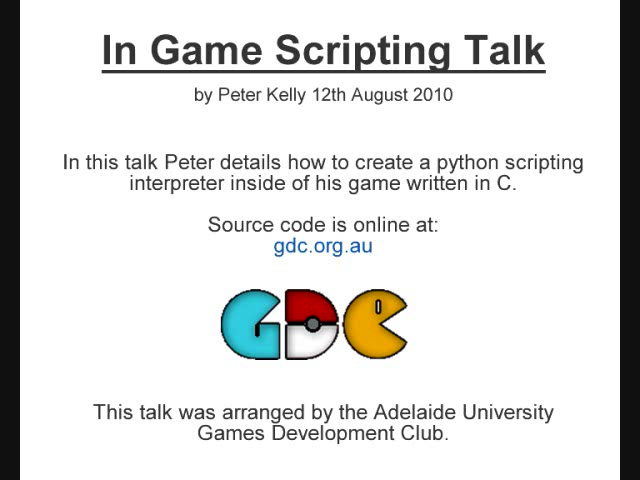 In Game Scripting Talk
by Peter Kelly 12th August 2010
In this talk Peter details how to create a python scripting
interpreter inside of his game written in C.
Source code is online at:
gdc.org.au
GDC
This talk was arranged by the Adelaide University
Games Development Club.